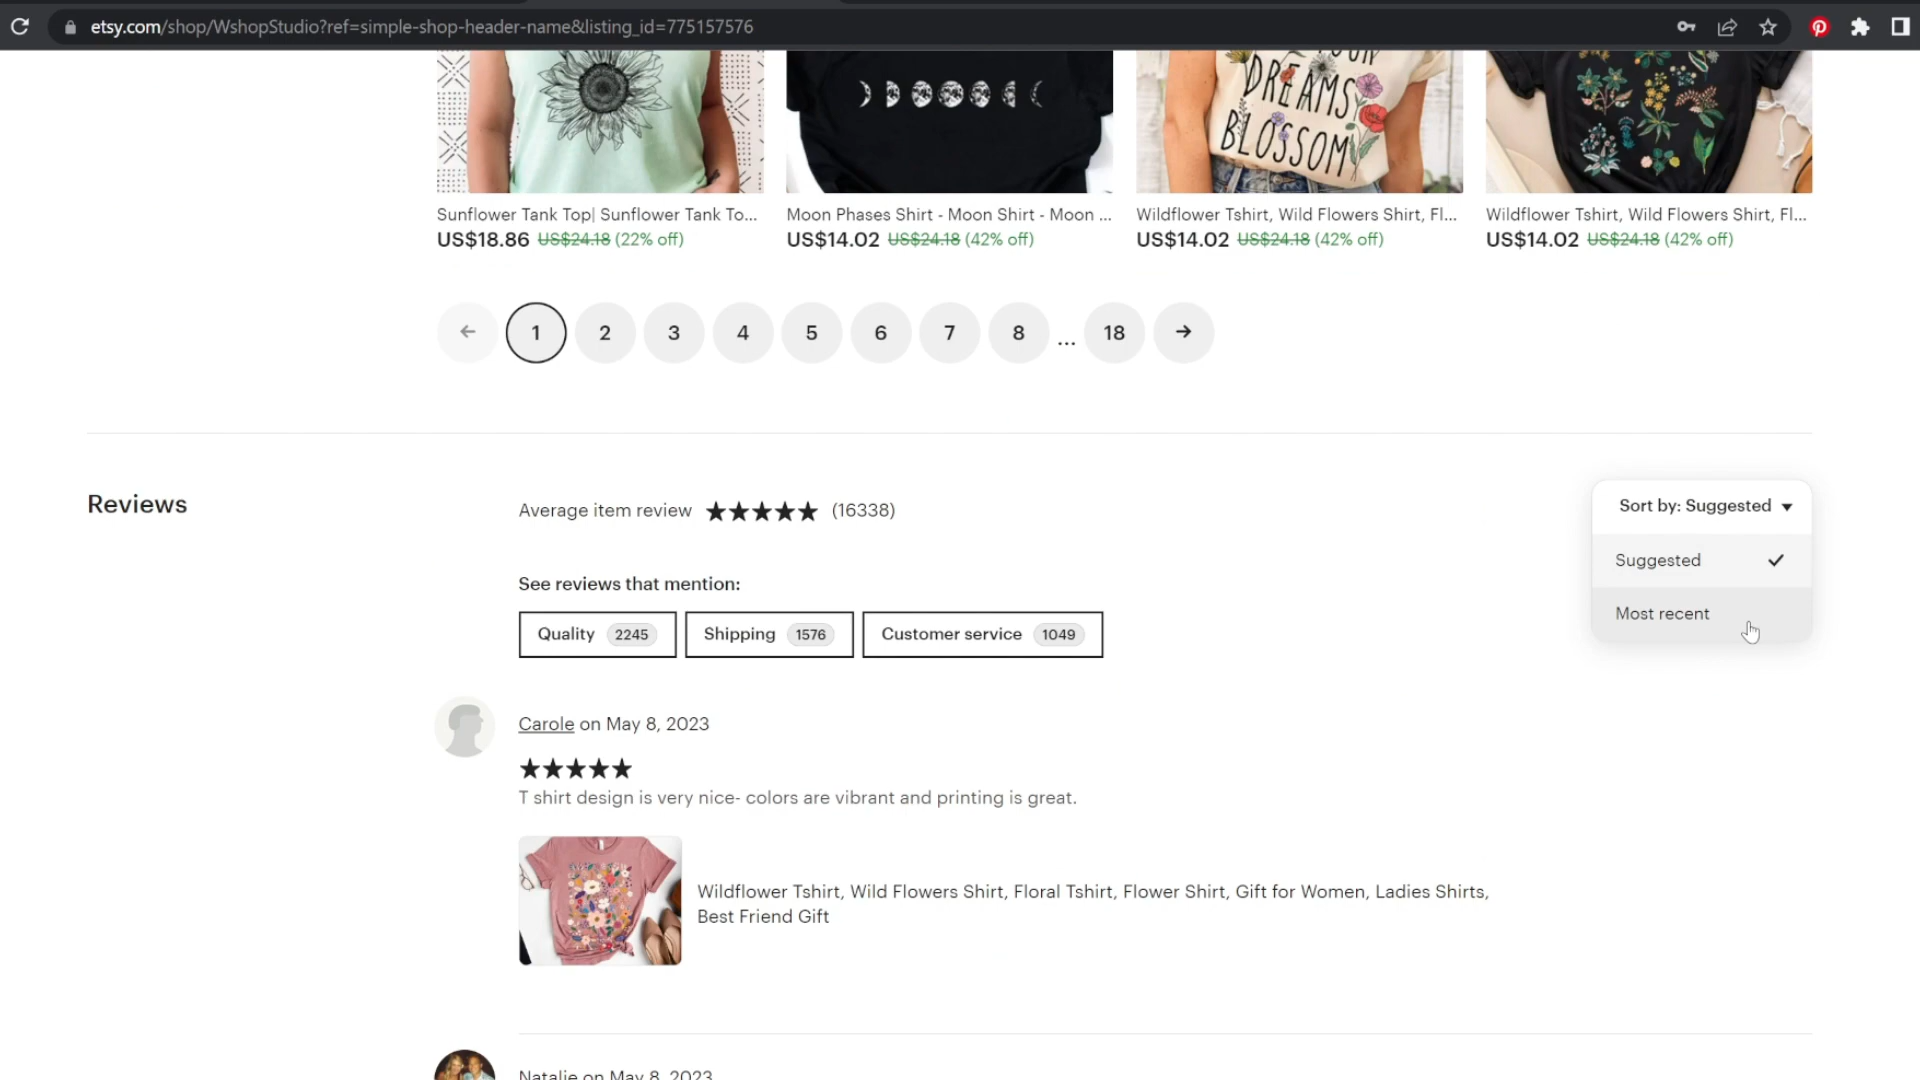 etsy.com/shop/WshopStudio?ref=simple-shop-header-name&listing_id=775157576
DREAMS
BLOSSOM
Sunflower Tank Top| Sunflower Tank To...
Moon Phases Shirt - Moon Shirt - Moon ...
Wildflower Tshirt, Wild Flowers Shirt, Fl...
Wildflower Tshirt, Wild Flowers Shirt, Fl...
US$18.86 US$24.18 (22% off)
US$14.02 US$24.18 (42% off)
US$14.02 US$24.18 (42% off)
US$14.02 US$24.18 (42% off)
1 2 3 4 5 6 7 8 ... 18
Reviews
Average item review (16338)
Sort by: Suggested
Suggested
Most recent
See reviews that mention:
Quality 2245
Shipping 1576
Customer service 1049
Carole on May 8, 2023
T shirt design is very nice- colors are vibrant and printing is great.
Wildflower Tshirt, Wild Flowers Shirt, Floral Tshirt, Flower Shirt, Gift for Women, Ladies Shirts,
Best Friend Gift
Natalie on May 8, 2023